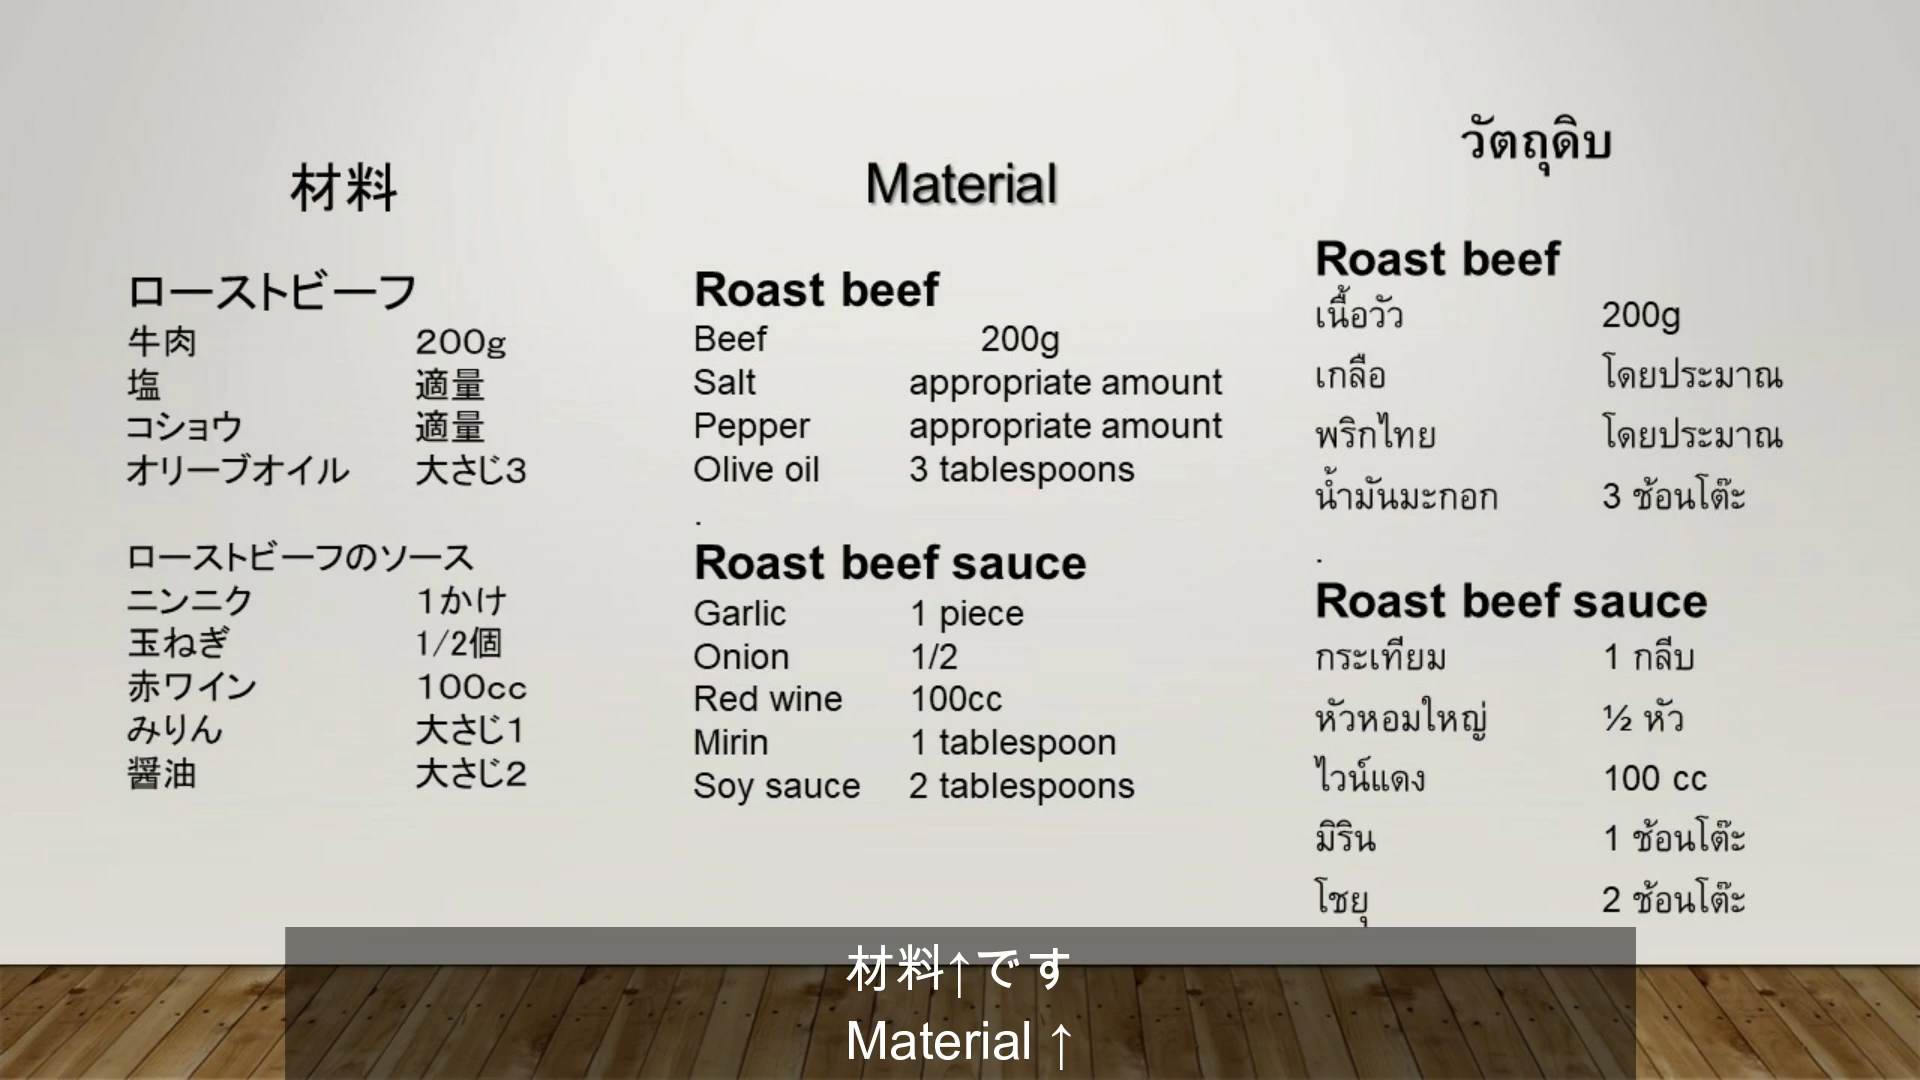 材料
ローストビーフ
牛肉 200g
塩 適量
コショウ 適量
オリーブオイル 大さじ3
ローストビーフのソース
ニンニク 1かけ
玉ねぎ 1/2個
赤ワイン 100cc
みりん 大さじ1
醤油 大さじ2
Material
Roast beef
Beef 200g
Salt appropriate amount
Pepper appropriate amount
Olive oil 3 tablespoons
.
Roast beef sauce
Garlic 1 piece
Onion 1/2
Red wine 100cc
Mirin 1 tablespoon
Soy sauce 2 tablespoons
วัตถุดิบ
Roast beef
เนื้อวัว 200g
เกลือ โดยประมาณ
พริกไทย โดยประมาณ
น้ำมันมะกอก 3 ช้อนโต๊ะ
.
Roast beef sauce
กระเทียม 1 กลีบ
หัวหอมใหญ่ ½ หัว
ไวน์แดง 100 cc
มิริน 1 ช้อนโต๊ะ
โชยุ 2 ช้อนโต๊ะ
材料↑です
Material ↑